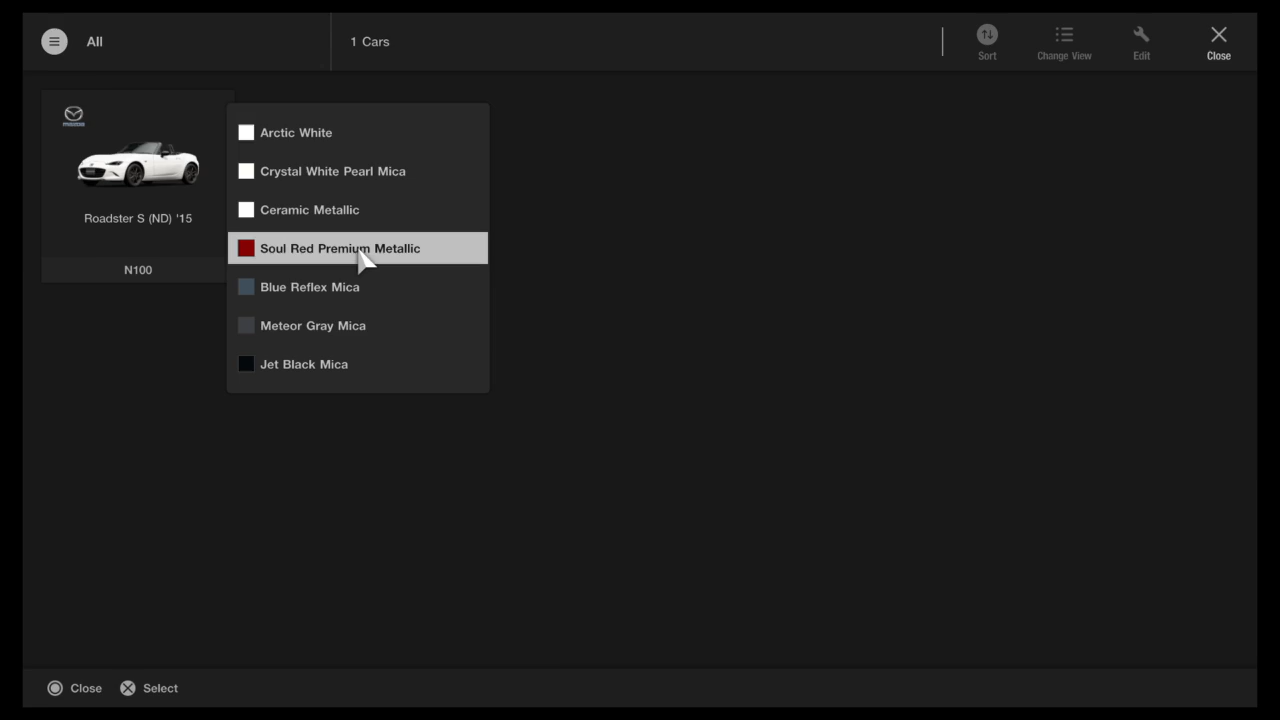 All
1 Cars
Sort
Change View
Edit
Close
Roadster S (ND) '15
N100
Arctic White
Crystal White Pearl Mica
Ceramic Metallic
Soul Red Premium Metallic
Blue Reflex Mica
Meteor Gray Mica
Jet Black Mica
Close
Select